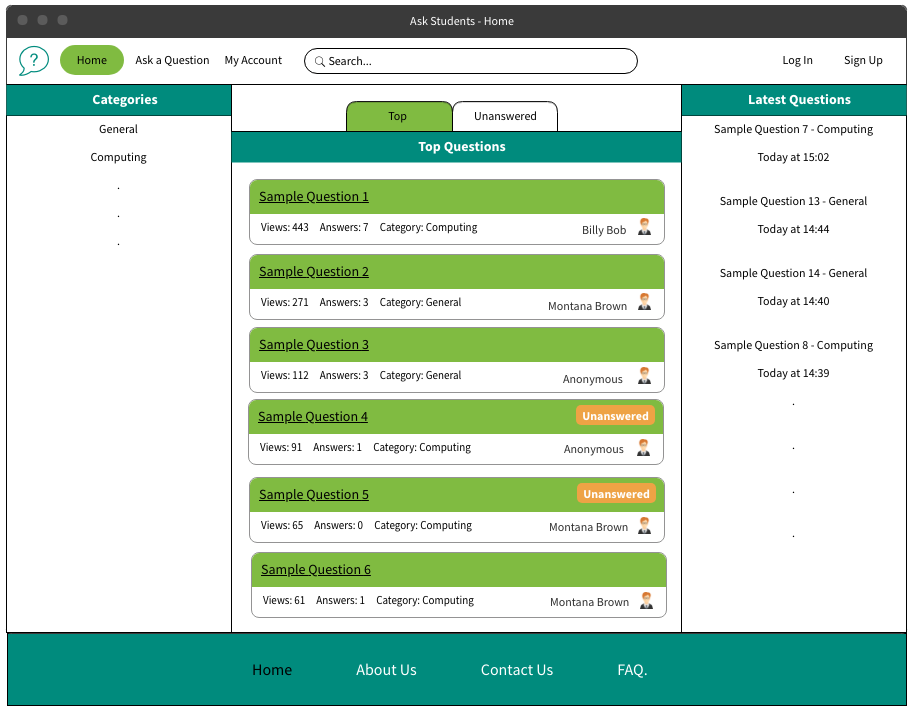 Ask Students - Home
?
Home Ask a Question My Account Search... Log In Sign Up
Categories
General
Computing
.
.
.
Top Unanswered
Top Questions
Sample Question 1
Views: 443 Answers: 7 Category: Computing Billy Bob
Sample Question 2
Views: 271 Answers: 3 Category: General Montana Brown
Sample Question 3
Views: 112 Answers: 3 Category: General Anonymous
Sample Question 4 Unanswered
Views: 91 Answers: 1 Category: Computing Anonymous
Sample Question 5 Unanswered
Views: 65 Answers: 0 Category: Computing Montana Brown
Sample Question 6
Views: 61 Answers: 1 Category: Computing Montana Brown
Latest Questions
Sample Question 7 - Computing
Today at 15:02
Sample Question 13 - General
Today at 14:44
Sample Question 14 - General
Today at 14:40
Sample Question 8 - Computing
Today at 14:39
.
.
.
.
Home About Us Contact Us FAQ.